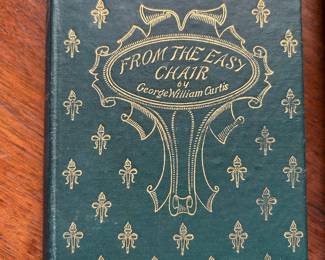 FROM THE EASY
CHAIR
by
George William Curtis